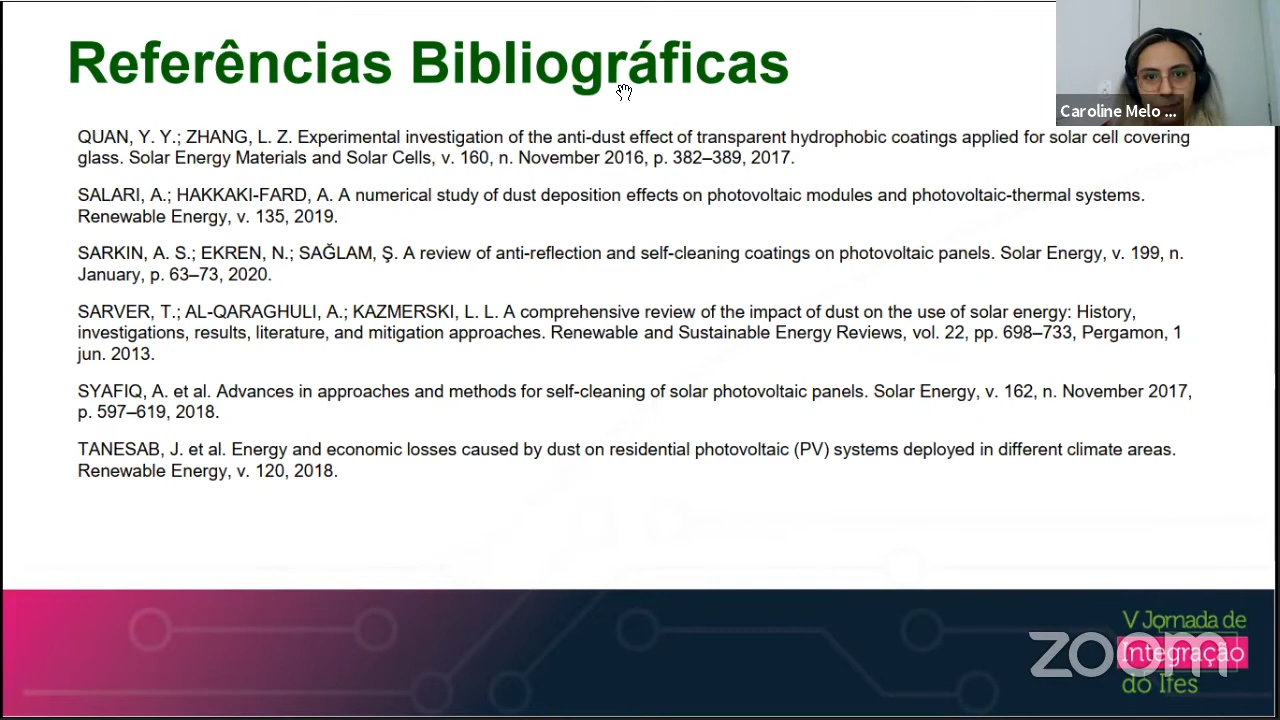 Referências Bibliográficas
Caroline Melo ...
QUAN, Y. Y.; ZHANG, L. Z. Experimental investigation of the anti-dust effect of transparent hydrophobic coatings applied for solar cell covering
glass. Solar Energy Materials and Solar Cells, v. 160, n. November 2016, p. 382–389, 2017.
SALARI, A.; HAKKAKI-FARD, A. A numerical study of dust deposition effects on photovoltaic modules and photovoltaic-thermal systems.
Renewable Energy, v. 135, 2019.
SARKIN, A. S.; EKREN, N.; SAĞLAM, Ş. A review of anti-reflection and self-cleaning coatings on photovoltaic panels. Solar Energy, v. 199, n.
January, p. 63–73, 2020.
SARVER, T.; AL-QARAGHULI, A.; KAZMERSKI, L. L. A comprehensive review of the impact of dust on the use of solar energy: History,
investigations, results, literature, and mitigation approaches. Renewable and Sustainable Energy Reviews, vol. 22, pp. 698–733, Pergamon, 1
jun. 2013.
SYAFIQ, A. et al. Advances in approaches and methods for self-cleaning of solar photovoltaic panels. Solar Energy, v. 162, n. November 2017,
p. 597–619, 2018.
TANESAB, J. et al. Energy and economic losses caused by dust on residential photovoltaic (PV) systems deployed in different climate areas.
Renewable Energy, v. 120, 2018.
V Jornada de
Integração
do Ifes
zoom